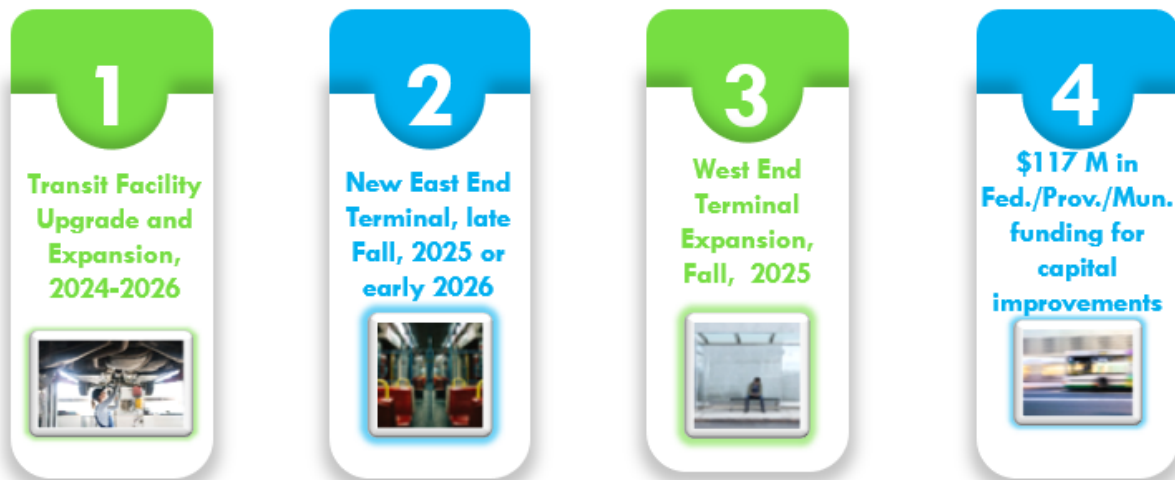 1
Transit Facility
Upgrade and
Expansion,
2024-2026
2
New East End
Terminal, late
Fall, 2025 or
early 2026
3
West End
Terminal
Expansion,
Fall, 2025
4
$117 M in
Fed./Prov./Mun.
funding for
capital
improvements